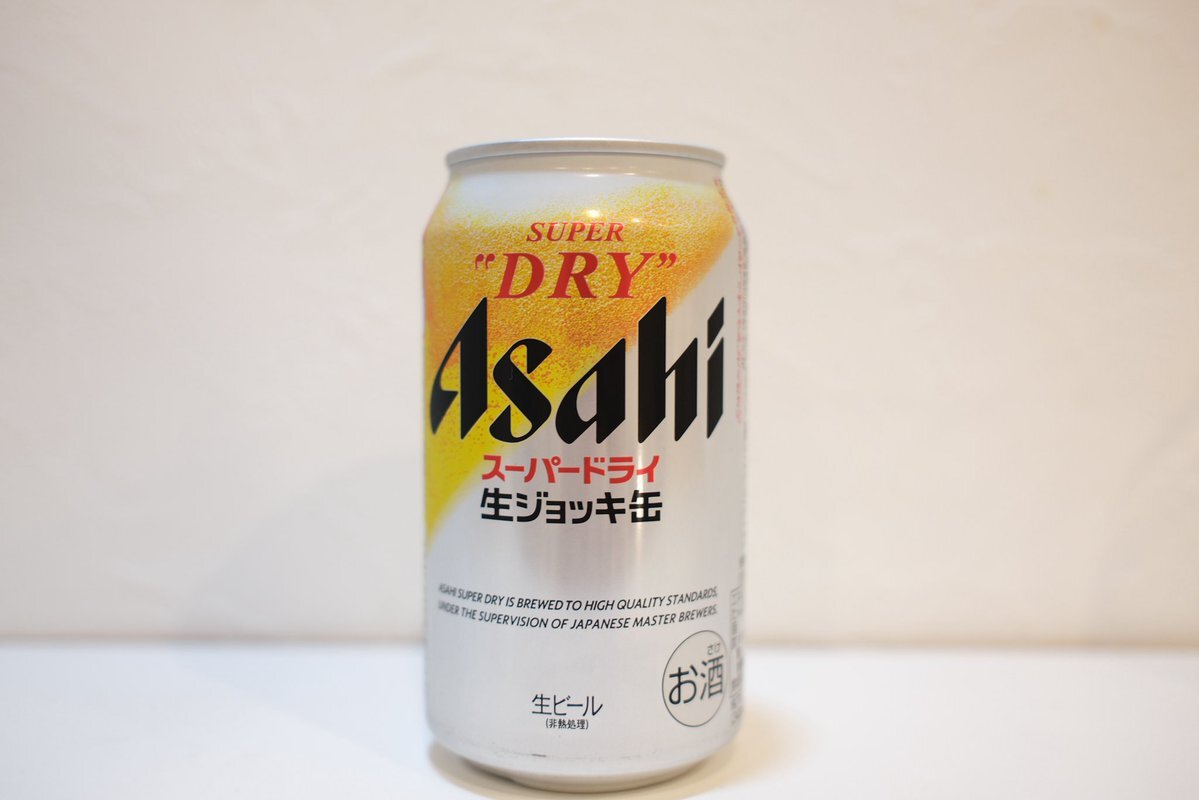 SUPER
"DRY"
Asahi
スーパードライ
生ジョッキ缶
ASAHI SUPER DRY IS BREWED TO HIGH QUALITY STANDARDS,
UNDER THE SUPERVISION OF JAPANESE MASTER BREWERS.
さけ
お酒
生ビール
(非熱処理)